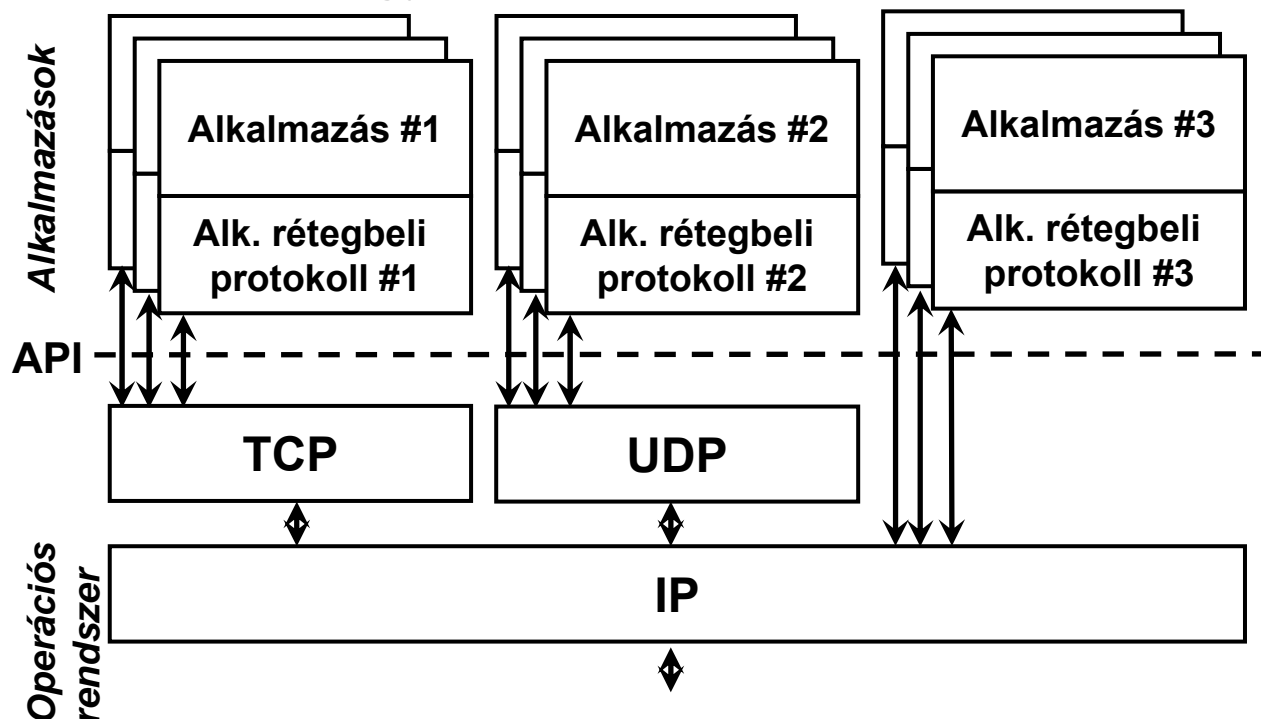 Alkalmazások
Alkalmazás #1
Alk. rétegbeli
protokoll #1
Alkalmazás #2
Alk. rétegbeli
protokoll #2
Alkalmazás #3
Alk. rétegbeli
protokoll #3
API
TCP
UDP
IP
Operációs
rendszer